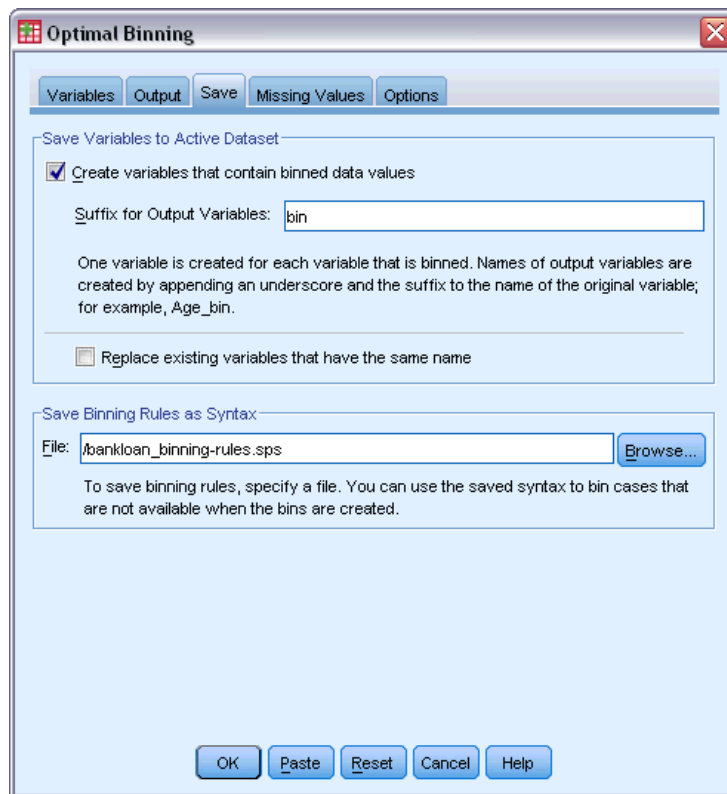 Optimal Binning
Variables Output Save Missing Values Options
Save Variables to Active Dataset
Create variables that contain binned data values
Suffix for Output Variables: bin
One variable is created for each variable that is binned. Names of output variables are
created by appending an underscore and the suffix to the name of the original variable;
for example, Age_bin.
Replace existing variables that have the same name
Save Binning Rules as Syntax
File: /bankloan_binning-rules.sps Browse...
To save binning rules, specify a file. You can use the saved syntax to bin cases that
are not available when the bins are created.
OK Paste Reset Cancel Help